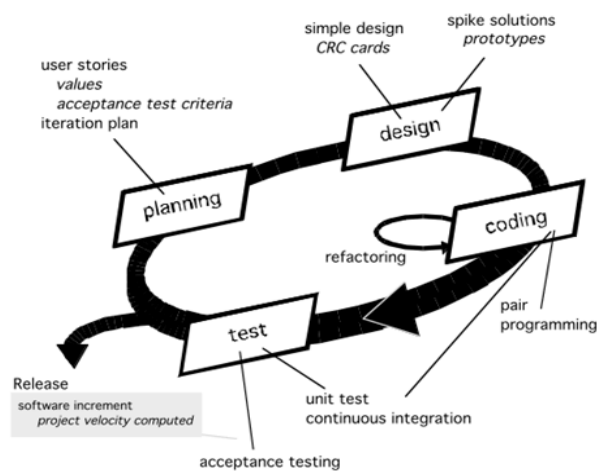 simple design
CRC cards
spike solutions
prototypes
user stories
values
acceptance test criteria
iteration plan
design
planning
coding
refactoring
pair
programming
test
unit test
continuous integration
Release
software increment
project velocity computed
acceptance testing